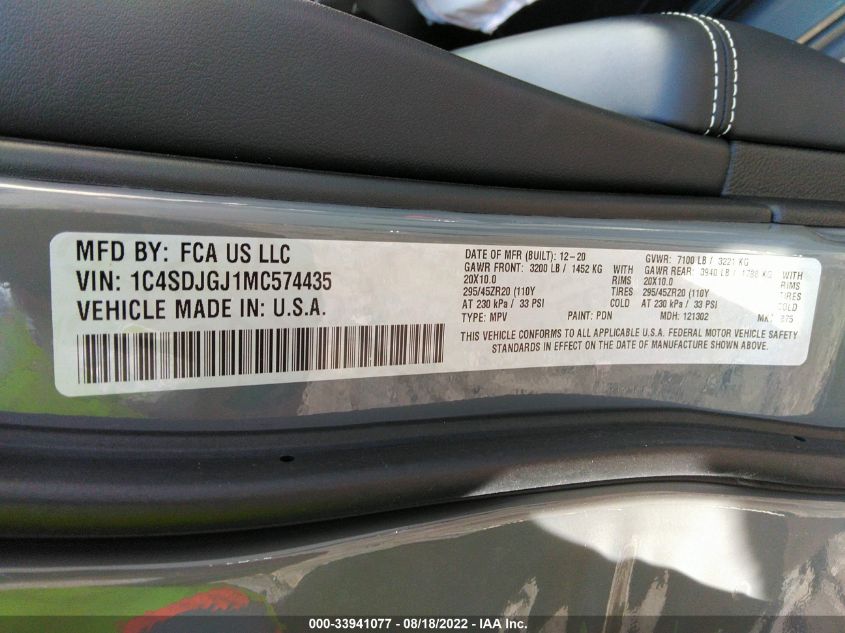 MFD BY: FCA US LLC
VIN: 1C4SDJGJ1MC574435
VEHICLE MADE IN: U.S.A.
DATE OF MFR (BUILT): 12-20
GAWR FRONT: 3200 LB / 1452 KG
20X10.0 RIMS
295/45ZR20 (110Y TIRES
AT 230 kPa / 33 PSI COLD
TYPE: MPV PAINT: PDN
GVWR: 7100 LB / 3221 KG
GAWR REAR: 3940 LB / 1788 KG
20X10.0 RIMS
295/45ZR20 (110Y TIRES
AT 230 kPa / 33 PSI COLD
MDH: 121302
THIS VEHICLE CONFORMS TO ALL APPLICABLE U.S.A. FEDERAL MOTOR VEHICLE SAFETY
STANDARDS IN EFFECT ON THE DATE OF MANUFACTURE SHOWN ABOVE.
000-33941077 - 08/18/2022 - IAA Inc.